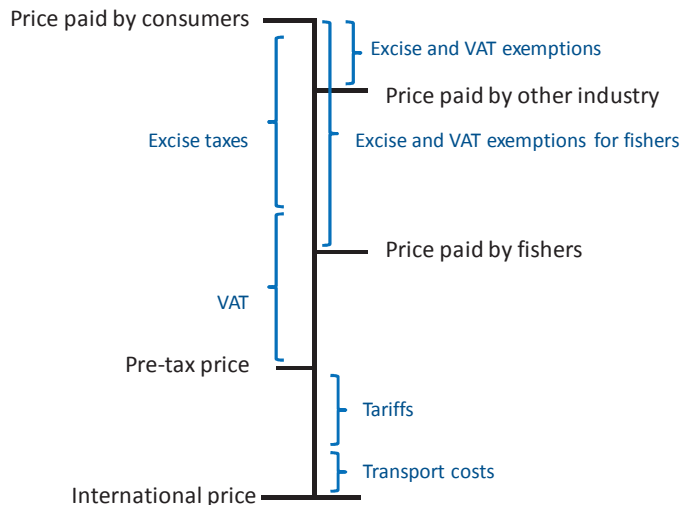 Price paid by consumers
Excise and VAT exemptions
Price paid by other industry
Excise taxes
Excise and VAT exemptions for fishers
Price paid by fishers
VAT
Pre-tax price
Tariffs
Transport costs
International price